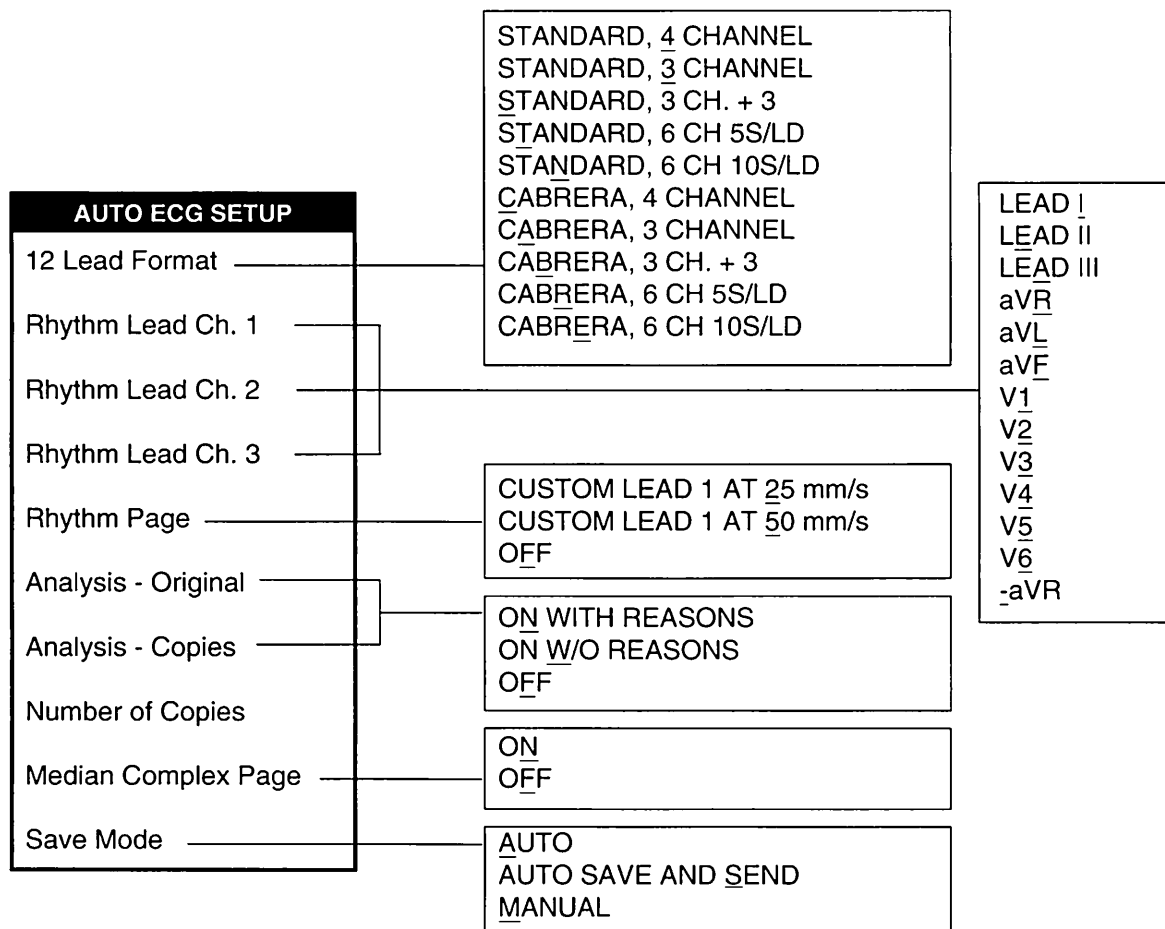 STANDARD, 4 CHANNEL
STANDARD, 3 CHANNEL
STANDARD, 3 CH. + 3
STANDARD, 6 CH 5S/LD
STANDARD, 6 CH 10S/LD
CABRERA, 4 CHANNEL
CABRERA, 3 CHANNEL
CABRERA, 3 CH. + 3
CABRERA, 6 CH 5S/LD
CABRERA, 6 CH 10S/LD
AUTO ECG SETUP
12 Lead Format
Rhythm Lead Ch. 1
Rhythm Lead Ch. 2
Rhythm Lead Ch. 3
Rhythm Page
Analysis - Original
Analysis - Copies
Number of Copies
Median Complex Page
Save Mode
LEAD I
LEAD II
LEAD III
aVR
aVL
aVF
V1
V2
V3
V4
V5
V6
-aVR
CUSTOM LEAD 1 AT 25 mm/s
CUSTOM LEAD 1 AT 50 mm/s
OFF
ON WITH REASONS
ON W/O REASONS
OFF
ON
OFF
AUTO
AUTO SAVE AND SEND
MANUAL